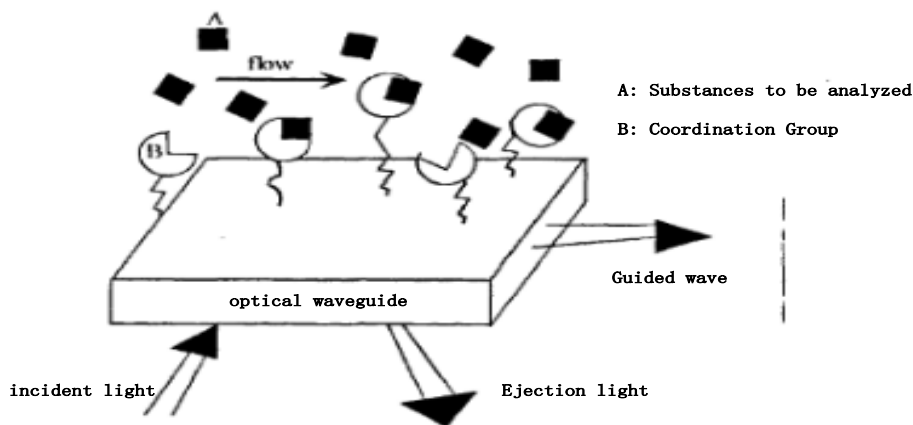 A
flow
A: Substances to be analyzed
B: Coordination Group
B
Guided wave
optical waveguide
incident light
Ejection light